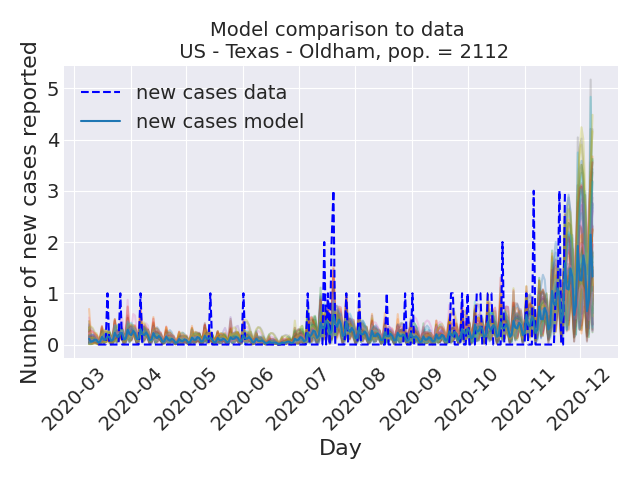 Model comparison to data
US - Texas - Oldham, pop. = 2112
Number of new cases reported
5
4
3
2
1
0
new cases data
new cases model
2020-03
2020-04
2020-05
2020-06
2020-07
2020-08
2020-09
2020-10
2020-11
2020-12
Day